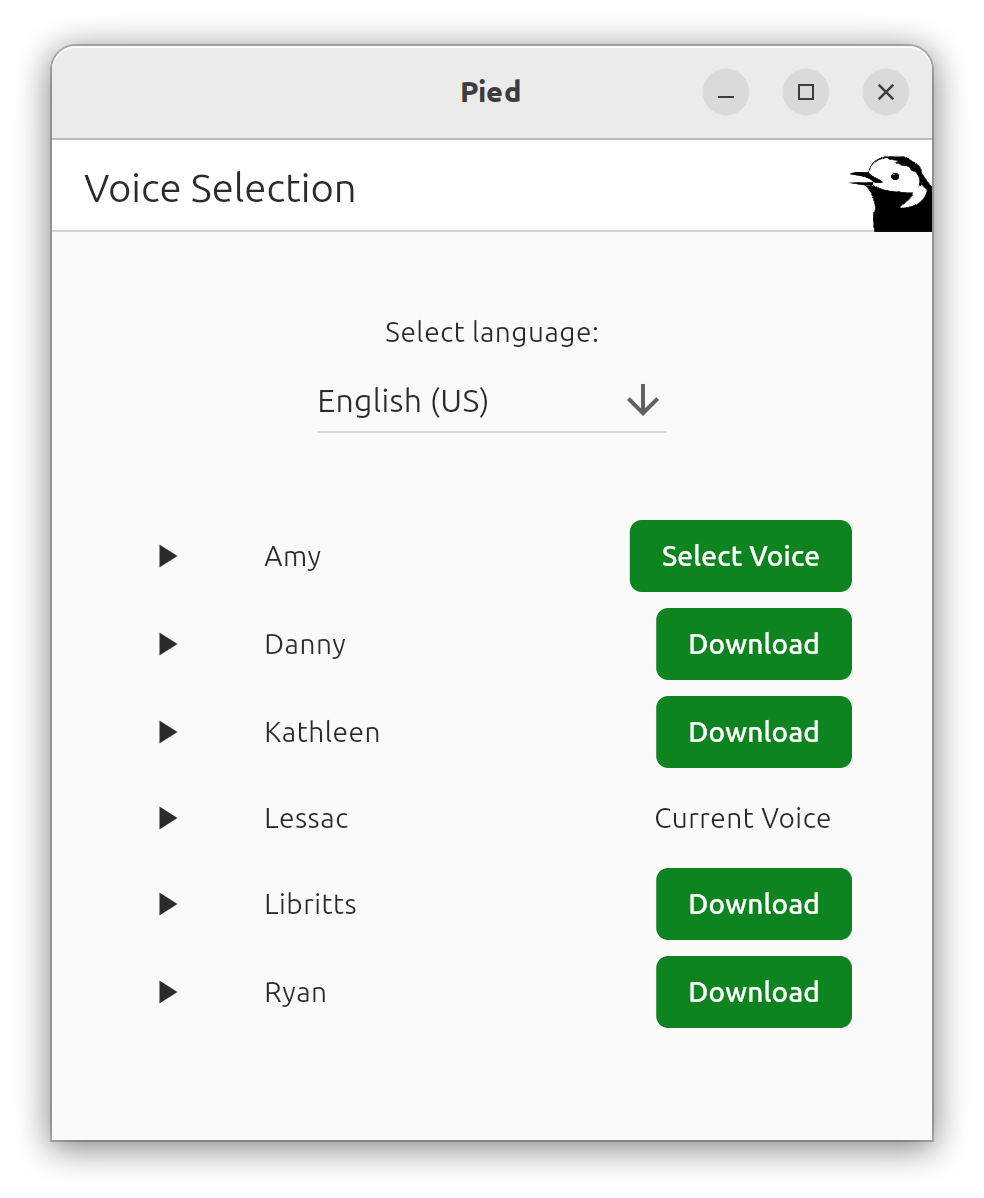 Pied
Voice Selection
Select language:
English (US)
Amy Select Voice
Danny Download
Kathleen Download
Lessac Current Voice
Libritts Download
Ryan Download